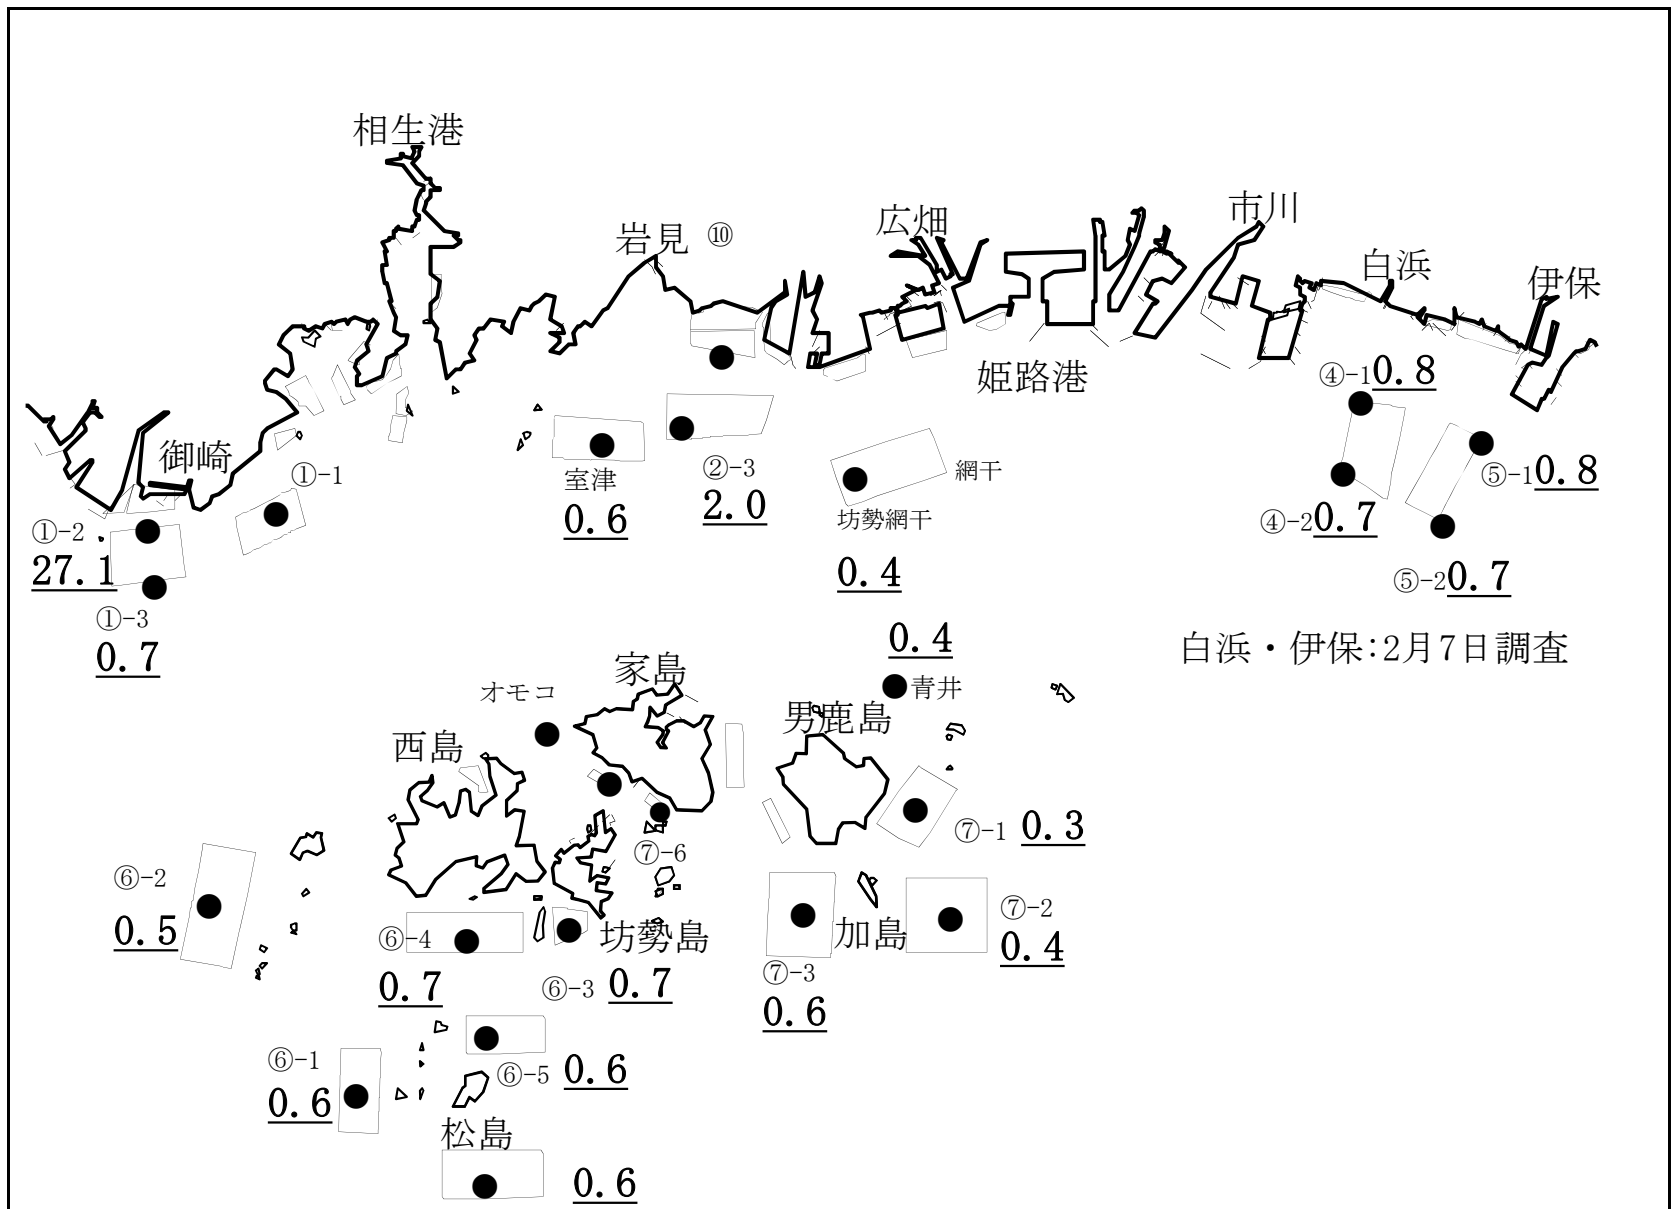 相生港
市川
広畑
岩見 ⑩
白浜
伊保
姫路港
④-1 0.8
御崎
①-1
室津
0.6
②-3
2.0
網干
坊勢網干
0.4
⑤-1 0.8
④-2 0.7
①-2
27.1
⑤-2 0.7
①-3
0.7
0.4
青井
白浜・伊保:2月7日調査
家島
オモコ
男鹿島
西島
⑦-1 0.3
⑦-6
⑥-2
0.5
⑦-2
0.4
加島
⑥-4
0.7
坊勢島
⑥-3 0.7
⑦-3
0.6
⑥-1
0.6
⑥-5 0.6
松島
0.6